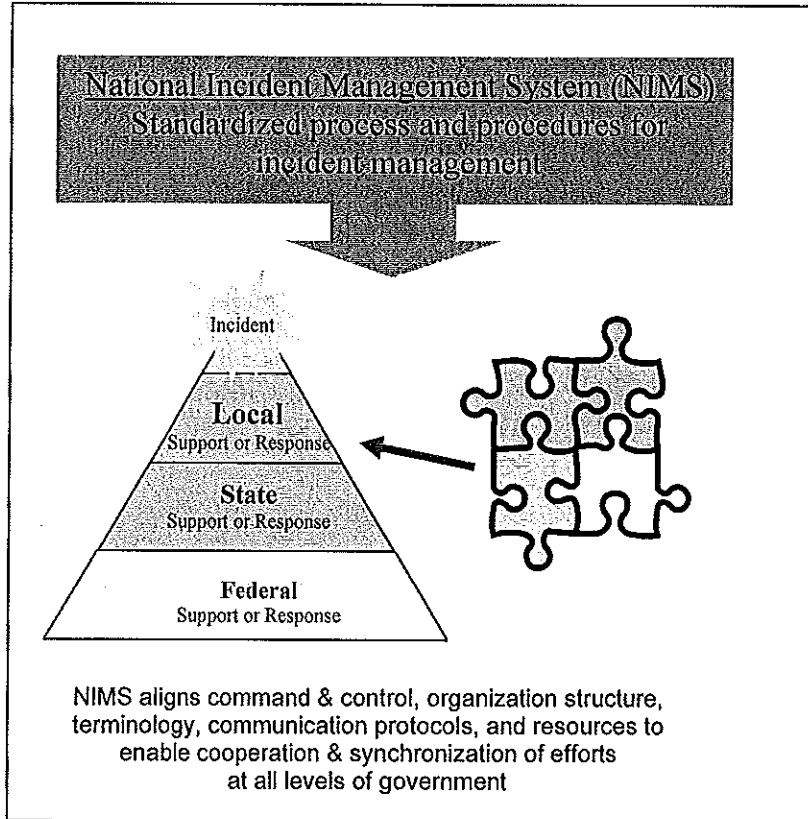 National Incident Management System (NIMS)
Standardized process and procedures for
incident management
Incident
Local
Support or Response
State
Support or Response
Federal
Support or Response
NIMS aligns command & control, organization structure,
terminology, communication protocols, and resources to
enable cooperation & synchronization of efforts
at all levels of government